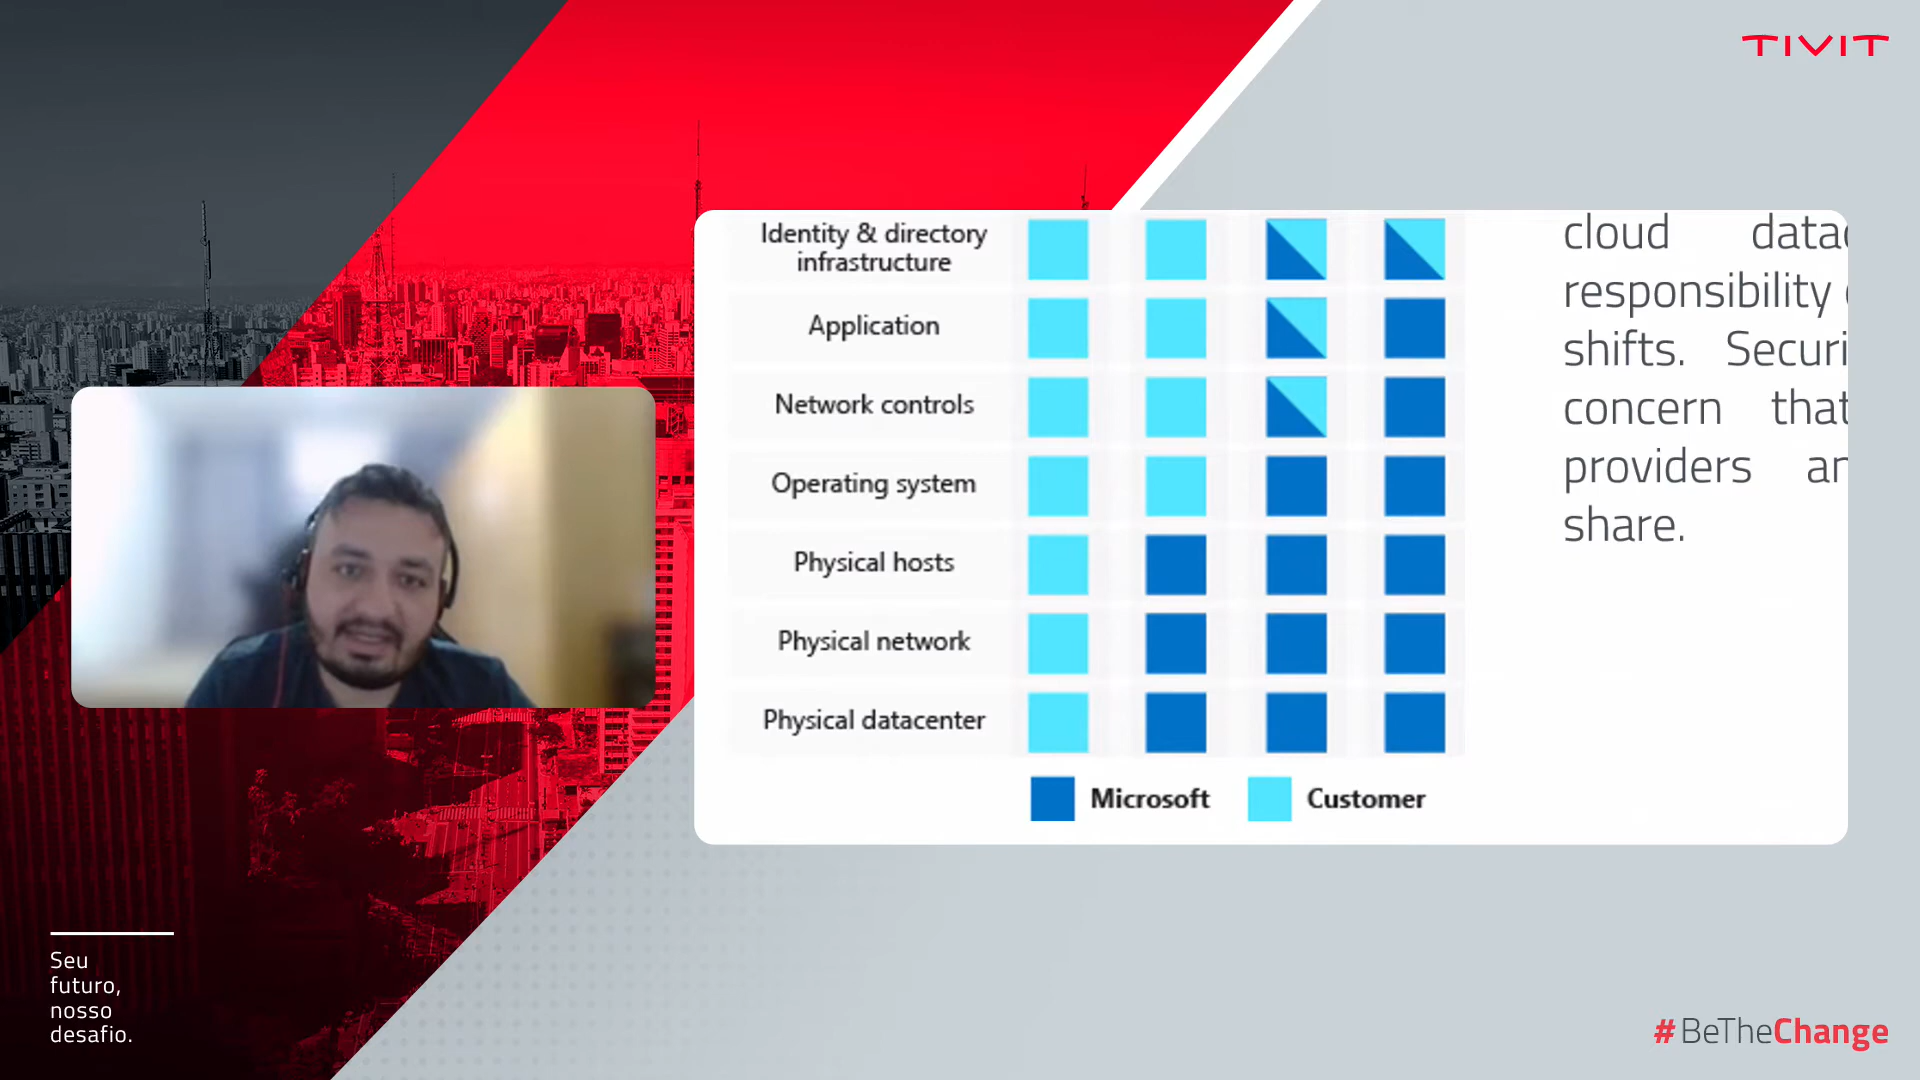 TIVIT
Identity & directory
infrastructure
Application
Network controls
Operating system
Physical hosts
Physical network
Physical datacenter
Microsoft
Customer
cloud
responsibility
shifts.
concern that
providers
share.
Seu
futuro,
nosso
desafio.
#BeTheChange